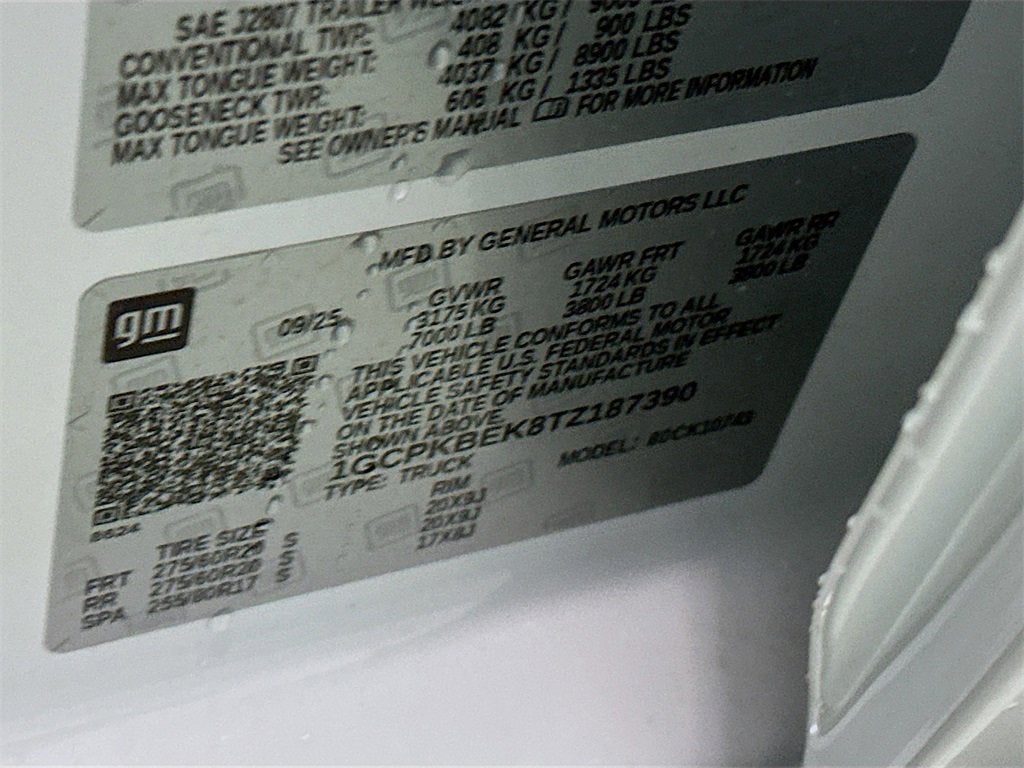 SAE J2807 TRAILER
CONVENTIONAL TWR: 4082 KG/ 9000 LBS
MAX TONGUE WEIGHT: 408 KG/ 900 LBS
GOOSENECK TWR: 4037 KG/ 8900 LBS
MAX TONGUE WEIGHT: 606 KG/ 1335 LBS
SEE OWNER'S MANUAL FOR MORE INFORMATION
MFD BY GENERAL MOTORS LLC
gm
09/25
GVWR GAWR FRT GAWR RR
3175 KG 1724 KG 1724 KG
7000 LB 3800 LB 3800 LB
THIS VEHICLE CONFORMS TO ALL
APPLICABLE U.S. FEDERAL MOTOR
VEHICLE SAFETY STANDARDS IN EFFECT
ON THE DATE OF MANUFACTURE
SHOWN ABOVE.
1GCPKBEK8TZ187390
TYPE: TRUCK MODEL:
8624
TIRE SIZE RIM
FRT 275/60R20 S 20X9J
RR 275/60R20 S 20X9J
SPA 255/80R17 S 17X8J